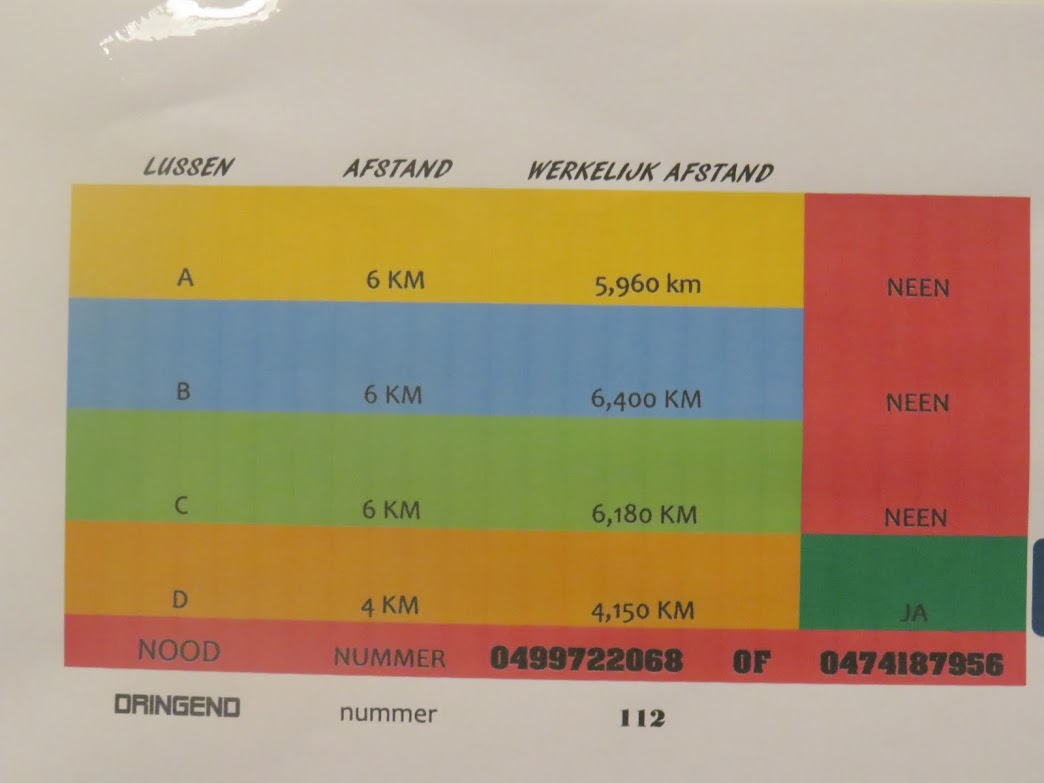 LUSSEN AFSTAND WERKELIJK AFSTAND
A 6 KM 5,960 km NEEN
B 6 KM 6,400 KM NEEN
C 6 KM 6,180 KM NEEN
D 4 KM 4,150 KM JA
NOOD NUMMER 0499722068 OF 0474187956
DRINGEND nummer 112